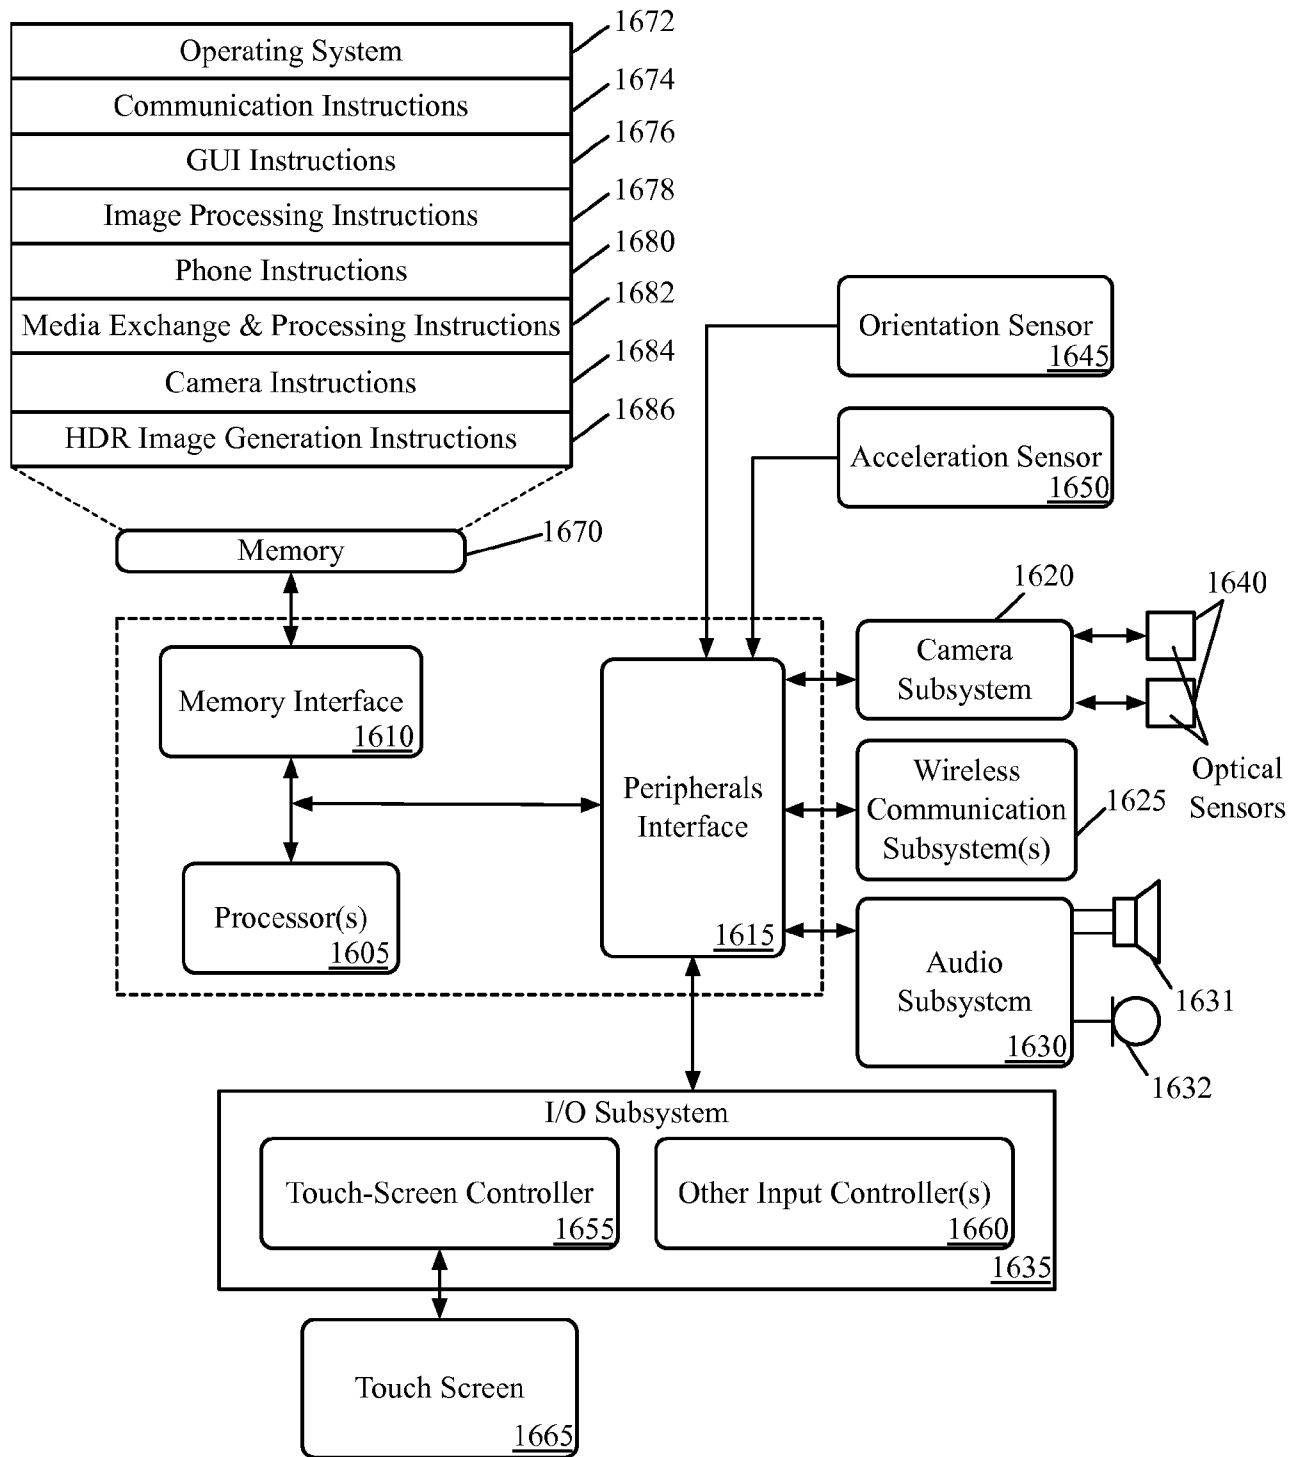 1672
Operating System
1674
Communication Instructions
1676
GUI Instructions
1678
Image Processing Instructions
1680
Phone Instructions
1682
Media Exchange & Processing Instructions
1684
Camera Instructions
1686
HDR Image Generation Instructions
Orientation Sensor
1645
Acceleration Sensor
1650
1670
Memory
1620
1640
Camera
Subsystem
Memory Interface
1610
Optical
Sensors
Peripherals
Interface
1615
Wireless
Communication
Subsystem(s)
1625
Processor(s)
1605
Audio
Subsystem
1630
1631
1632
I/O Subsystem
Touch-Screen Controller
1655
Other Input Controller(s)
1660
1635
Touch Screen
1665